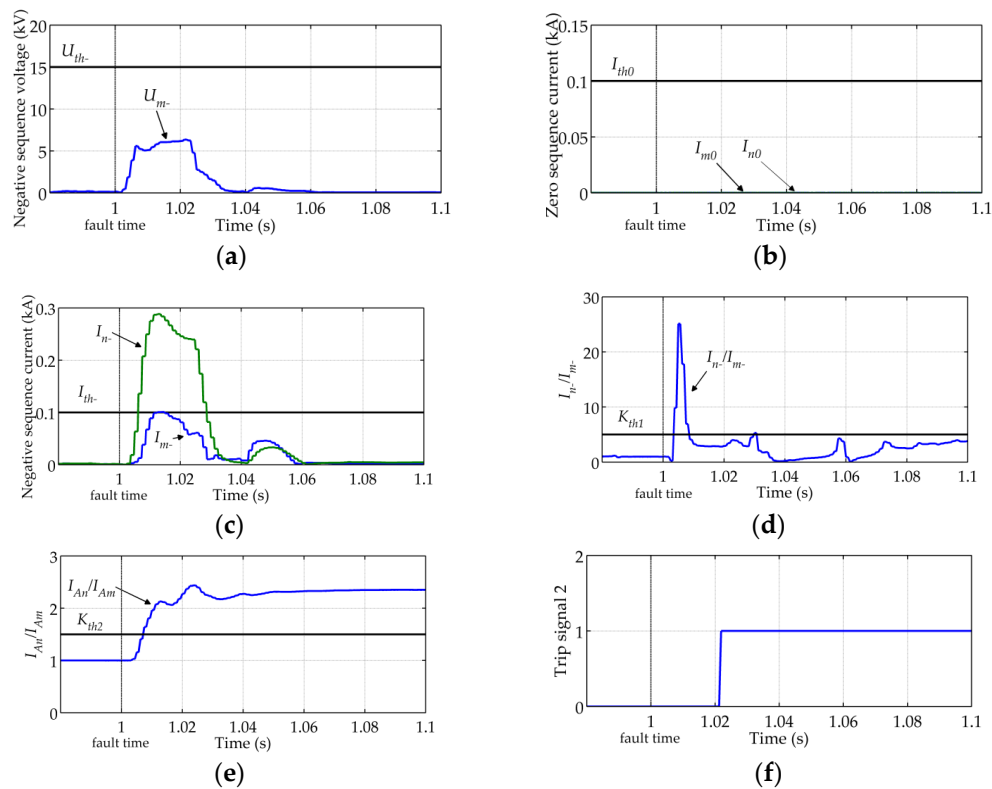 Negative sequence voltage (kV)
20
15
10
5
0
U_th-
U_m-
1
1.02
1.04
1.06
1.08
1.1
fault time
Time (s)
(a)
Zero sequence current (kA)
0.15
0.1
0.05
0
I_th0
I_m0
I_n0
1
1.02
1.04
1.06
1.08
1.1
fault time
Time (s)
(b)
Negative sequence current (kA)
0.3
0.2
0.1
0
I_n-
I_th-
I_m-
1
1.02
1.04
1.06
1.08
1.1
fault time
Time (s)
(c)
I_n-/I_m-
30
20
10
0
I_n-/I_m-
K_th1
1
1.02
1.04
1.06
1.08
1.1
fault time
Time (s)
(d)
I_An/I_Am
3
2
1
0
I_An/I_Am
K_th2
1
1.02
1.04
1.06
1.08
1.1
fault time
Time (s)
(e)
Trip signal 2
2
1
0
1
1.02
1.04
1.06
1.08
1.1
fault time
Time (s)
(f)